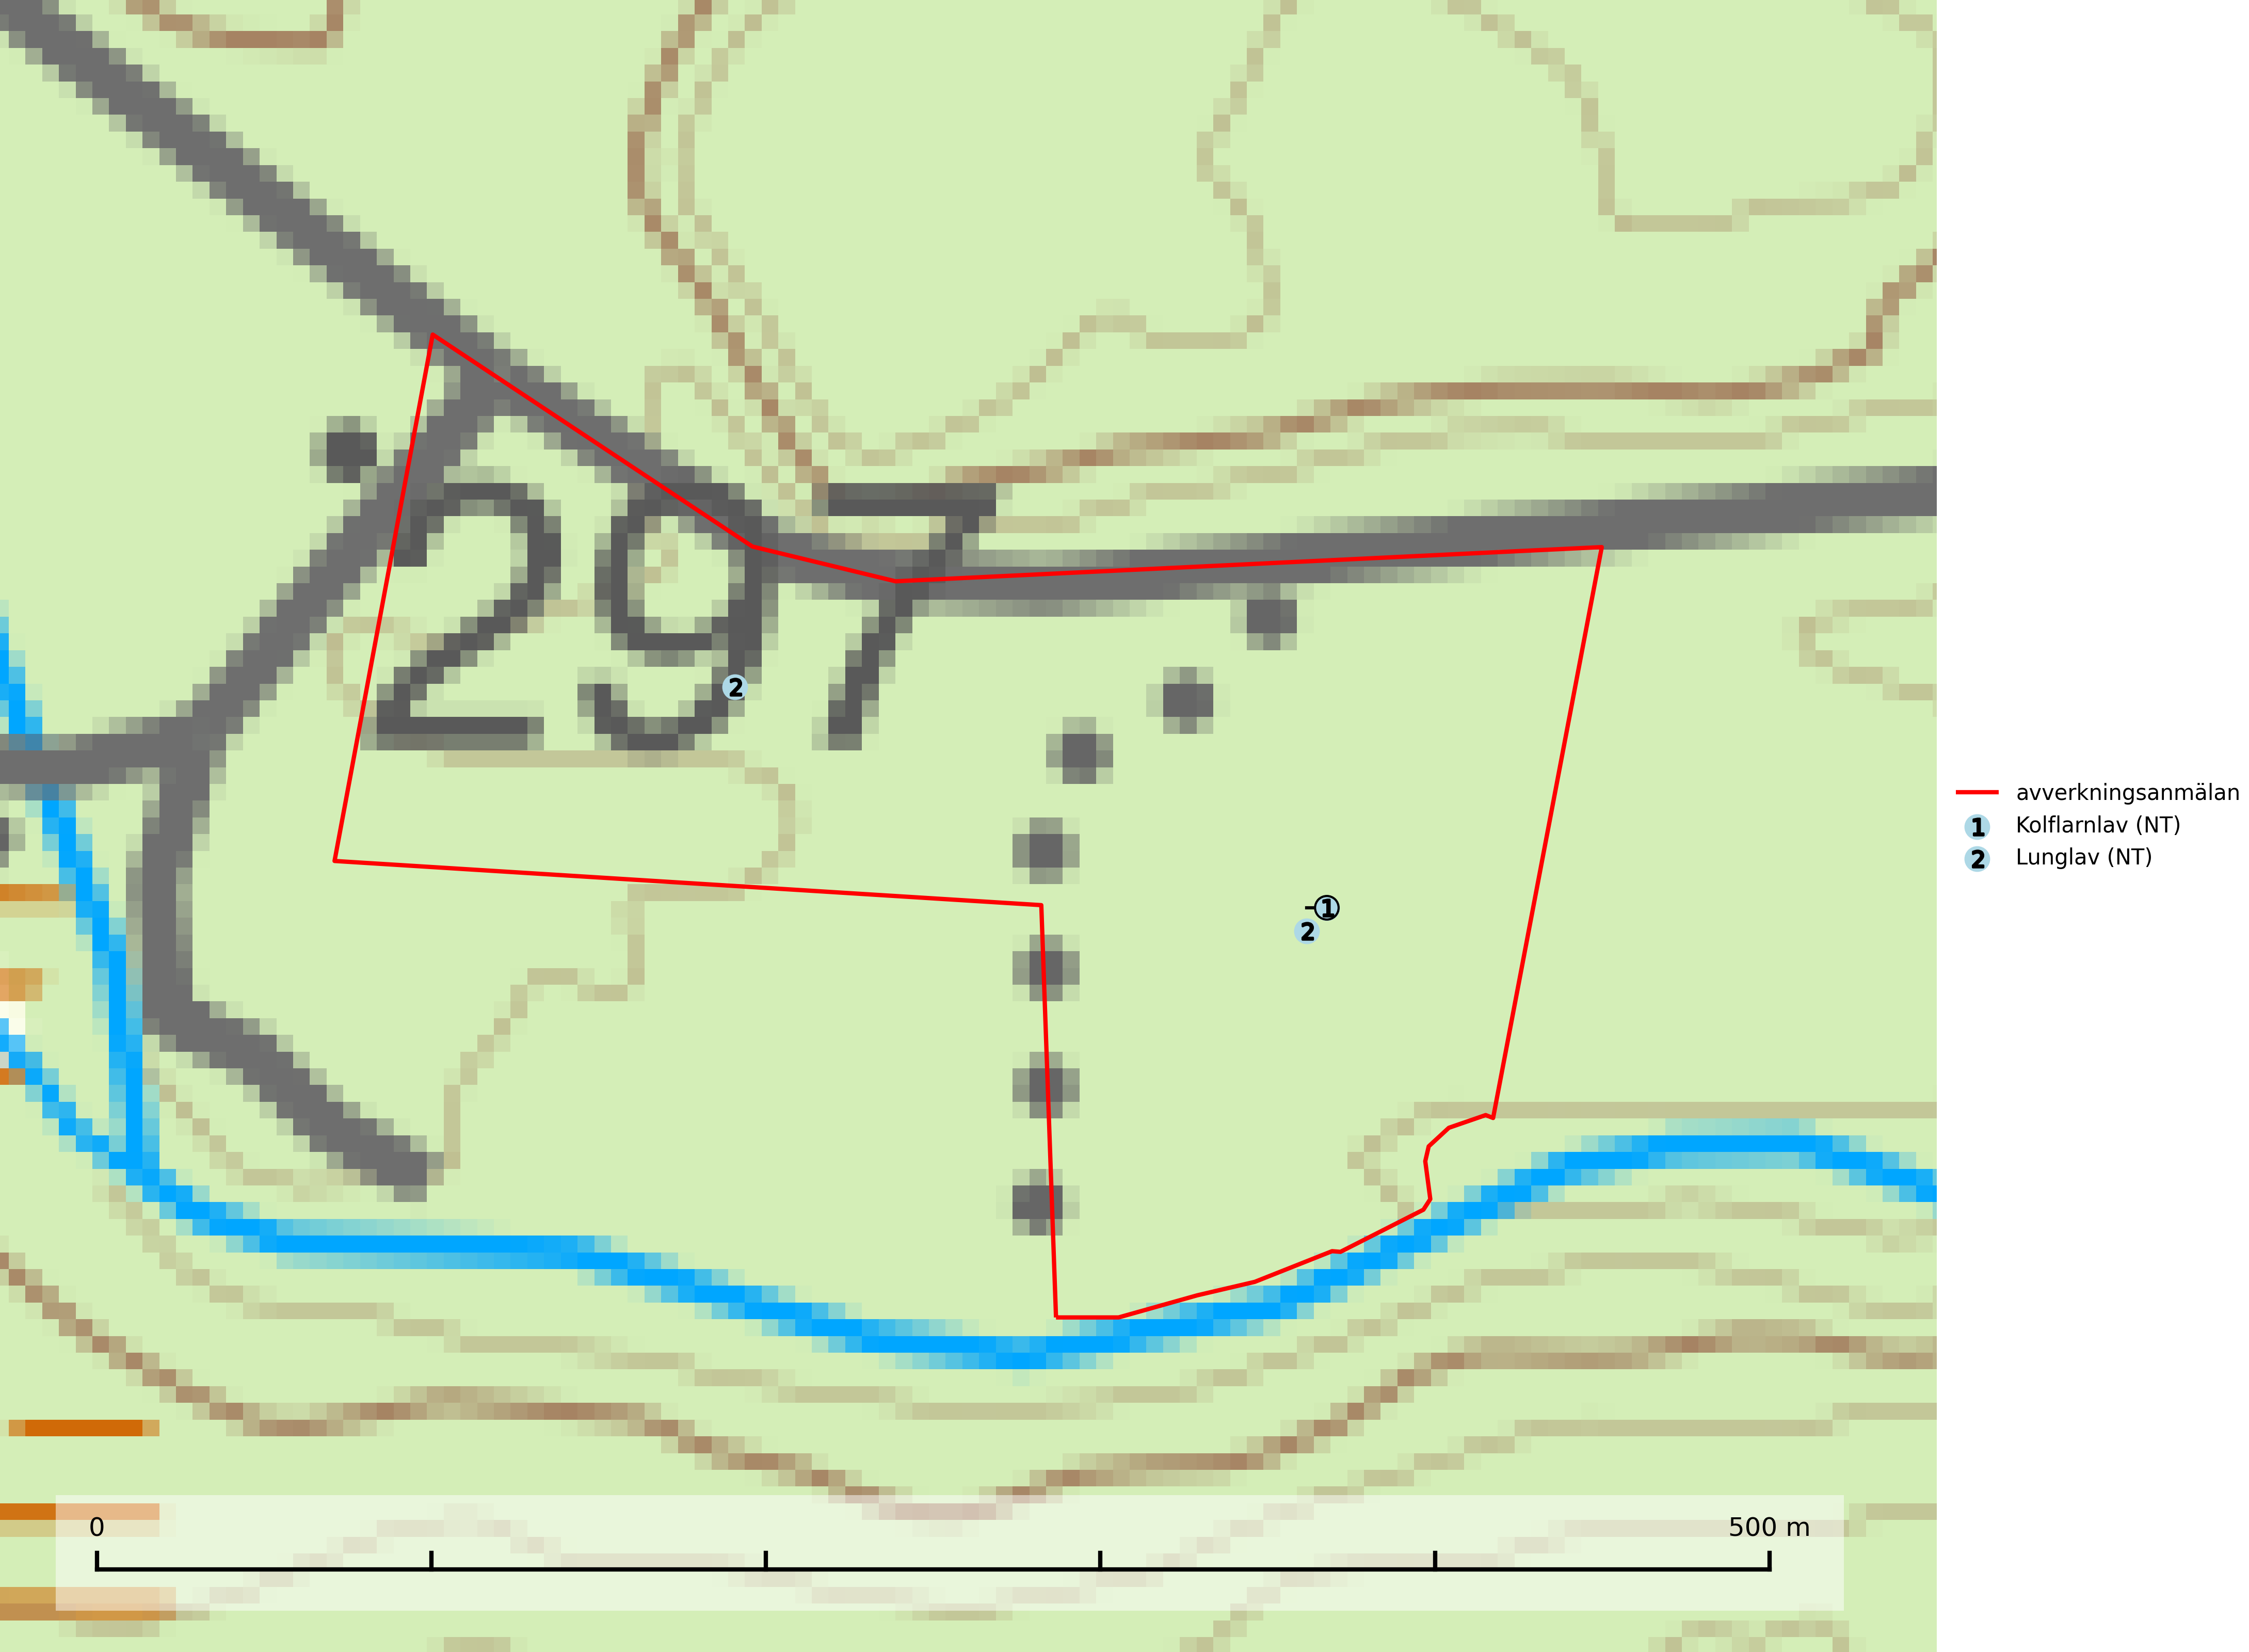 297
2
1
2
avverkningsanmälan
1 Kolflarnlav (NT)
2 Lunglav (NT)
0 500 m